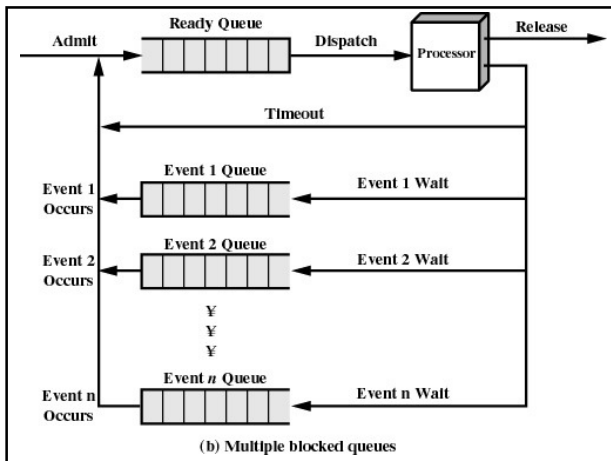 Ready Queue
Release
Admit
Dispatch
Processor
Timeout
Event 1 Queue
Event 1
Occurs
Event 1 Wait
Event 2 Queue
Event 2
Occurs
Event 2 Wait
¥
¥
¥
Event n Queue
Event n
Occurs
Event n Wait
(b) Multiple blocked queues